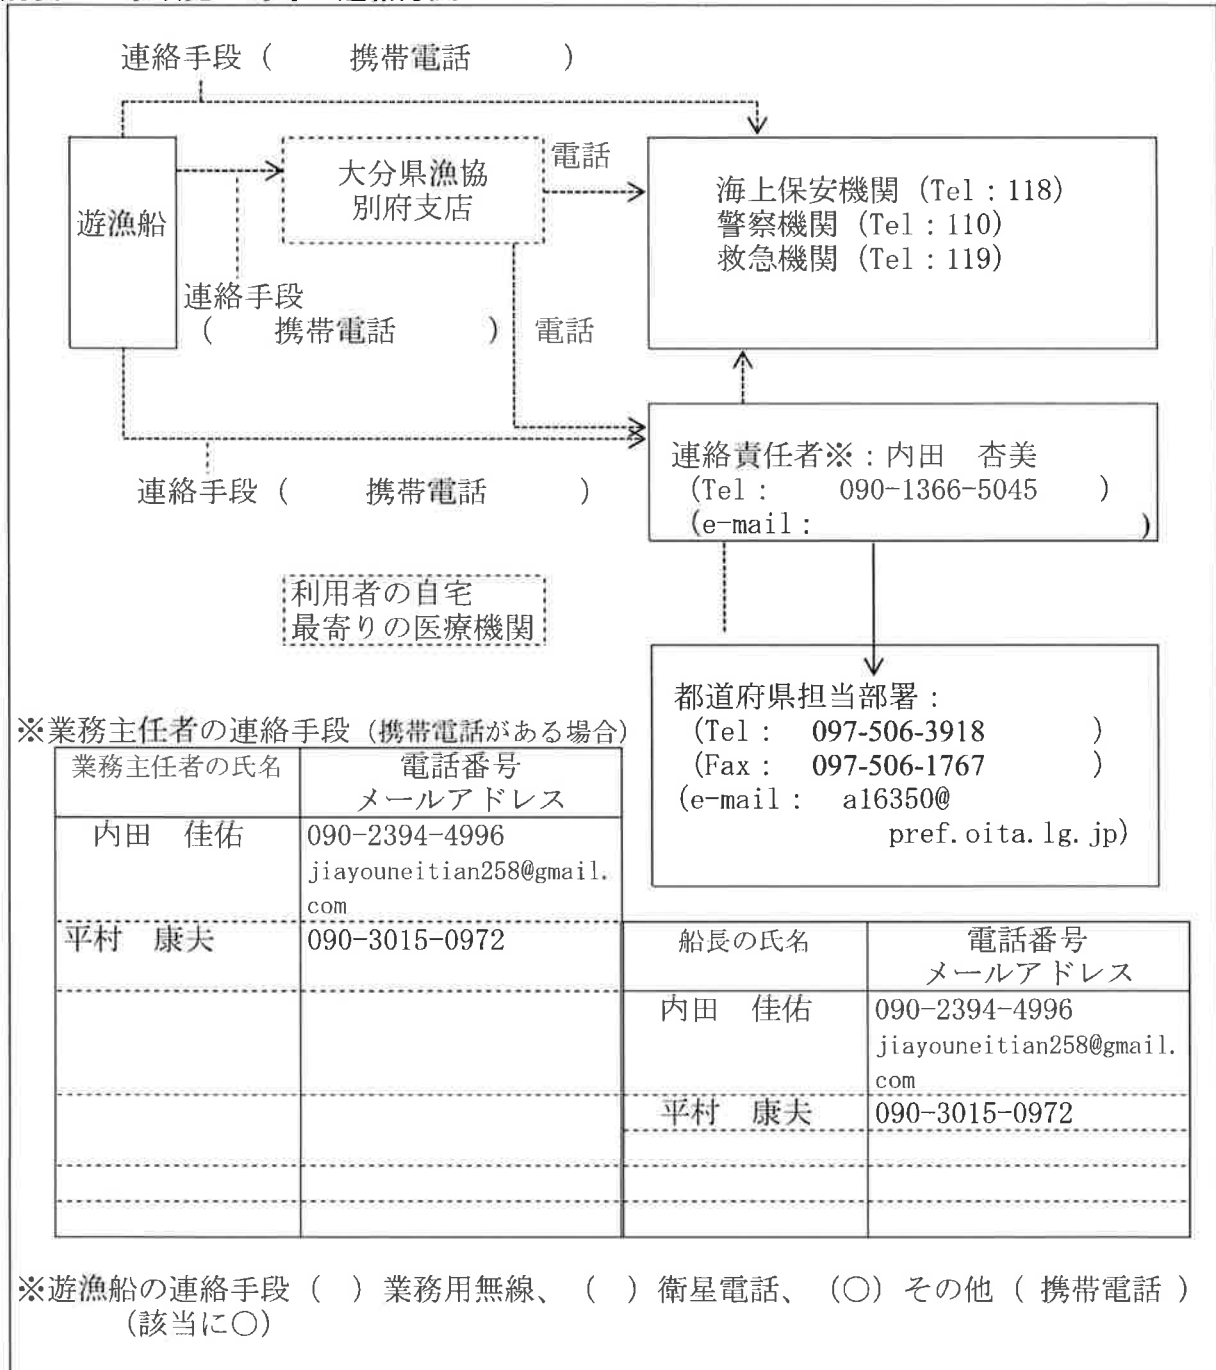 連絡手段（　　携帯電話　　）
遊漁船
大分県漁協
別府支店
電話
海上保安機関（Tel：118）
警察機関（Tel：110）
救急機関（Tel：119）
連絡手段
（　　携帯電話　　）
電話
連絡責任者※：内田　杏美
（Tel：　090-1366-5045　）
（e-mail：　　　　）
連絡手段（　　携帯電話　　）
利用者の自宅
最寄りの医療機関
都道府県担当部署：
（Tel：　097-506-3918　）
（Fax：　097-506-1767　）
（e-mail：　a16350@
pref.oita.lg.jp）
※業務主任者の連絡手段（携帯電話がある場合）
業務主任者の氏名　電話番号
メールアドレス
内田　佳佑　090-2394-4996
jiayouneitian258@gmail.
com
平村　康夫　090-3015-0972
船長の氏名　電話番号
メールアドレス
内田　佳佑　090-2394-4996
jiayouneitian258@gmail.
com
平村　康夫　090-3015-0972
※遊漁船の連絡手段（　）業務用無線、（　）衛星電話、（○）その他（ 携帯電話 ）
（該当に○）